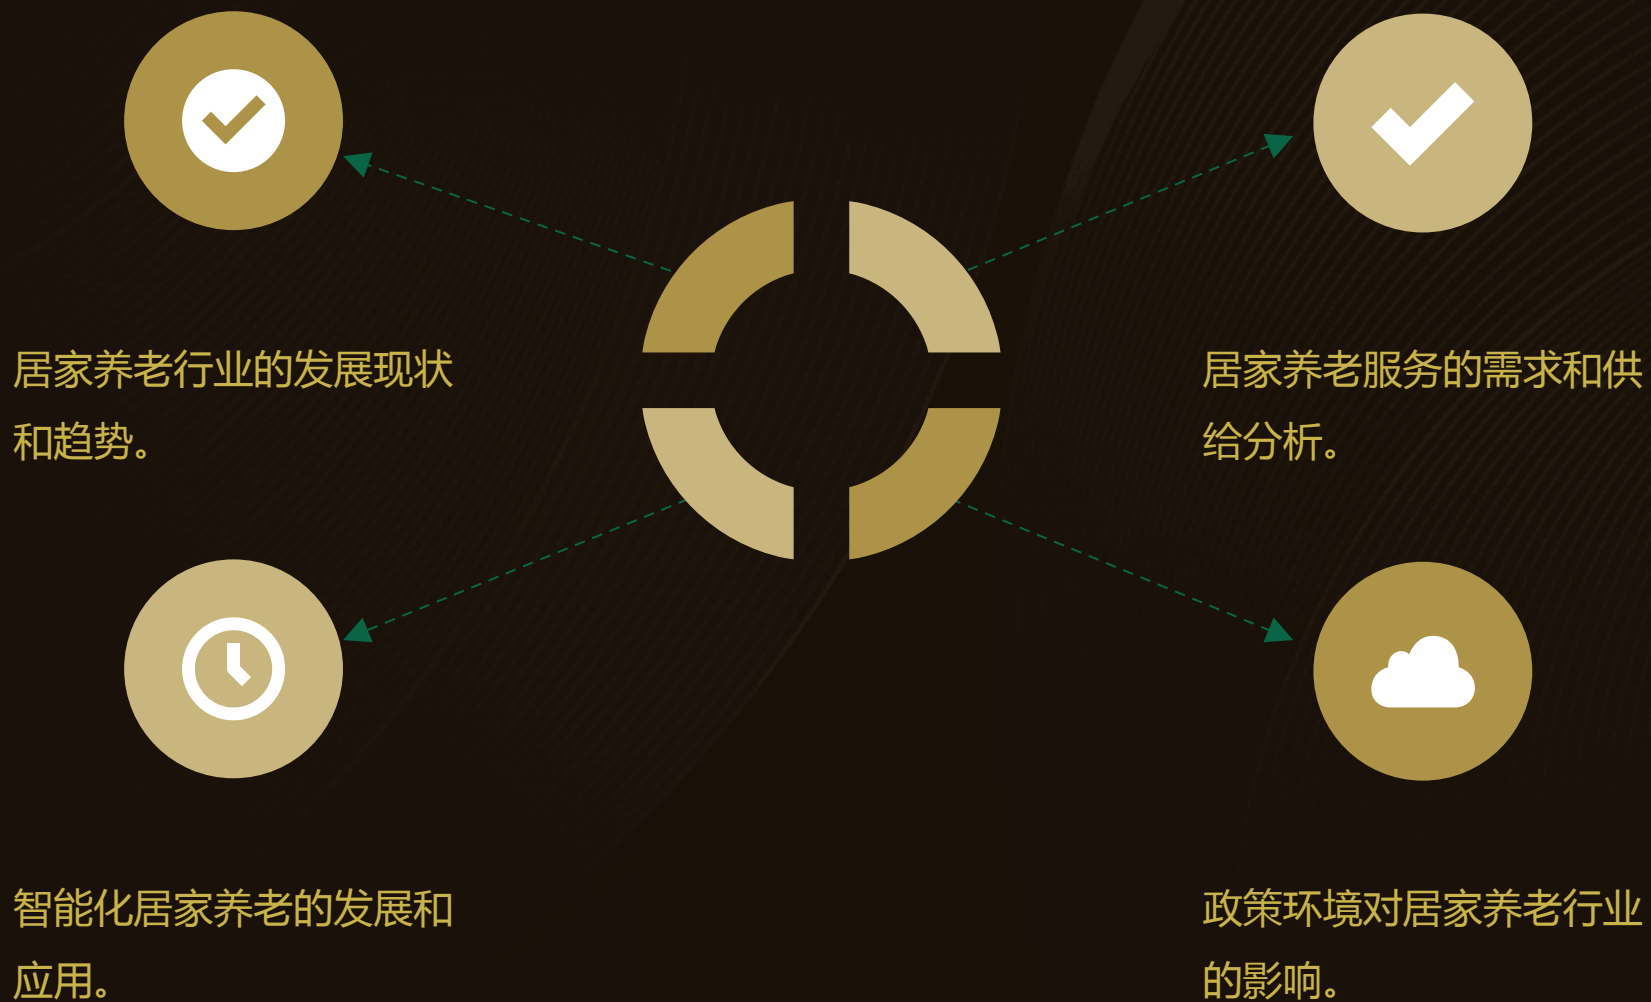 居家养老行业的发展现状
和趋势。
居家养老服务的需求和供
给分析。
智能化居家养老的发展和
应用。
政策环境对居家养老行业
的影响。